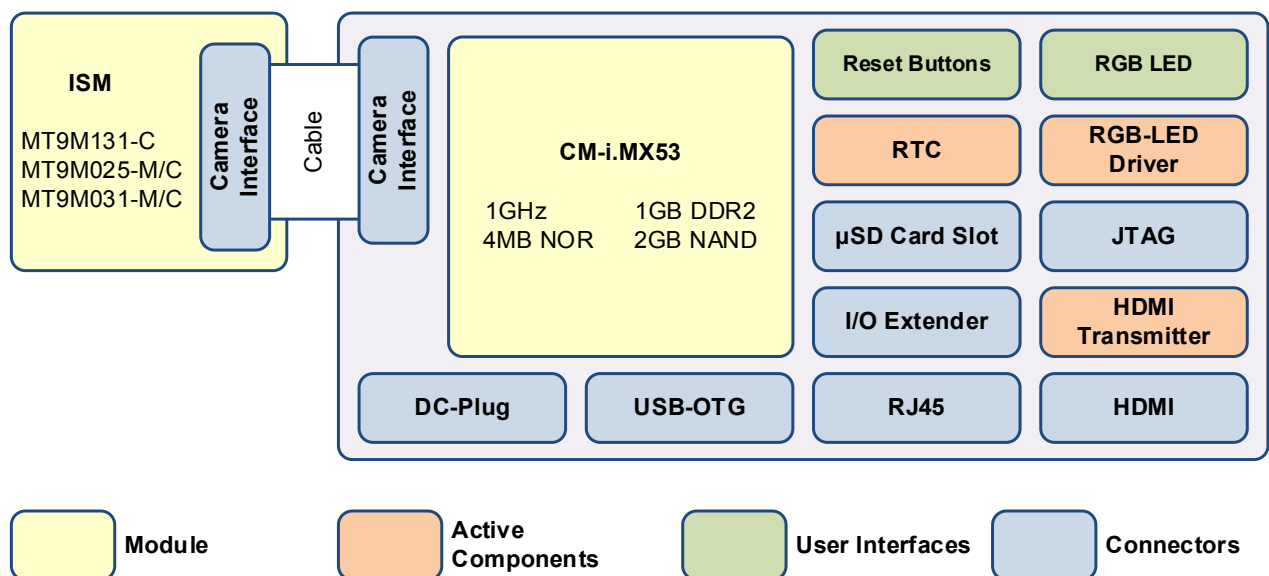 ISM
MT9M131-C
MT9M025-M/C
MT9M031-M/C
Camera
Interface
Cable
Camera
Interface
CM-i.MX53
1GHz 1GB DDR2
4MB NOR 2GB NAND
Reset Buttons
RGB LED
RTC
RGB-LED
Driver
µSD Card Slot
JTAG
I/O Extender
HDMI
Transmitter
DC-Plug
USB-OTG
RJ45
HDMI
Module
Active
Components
User Interfaces
Connectors